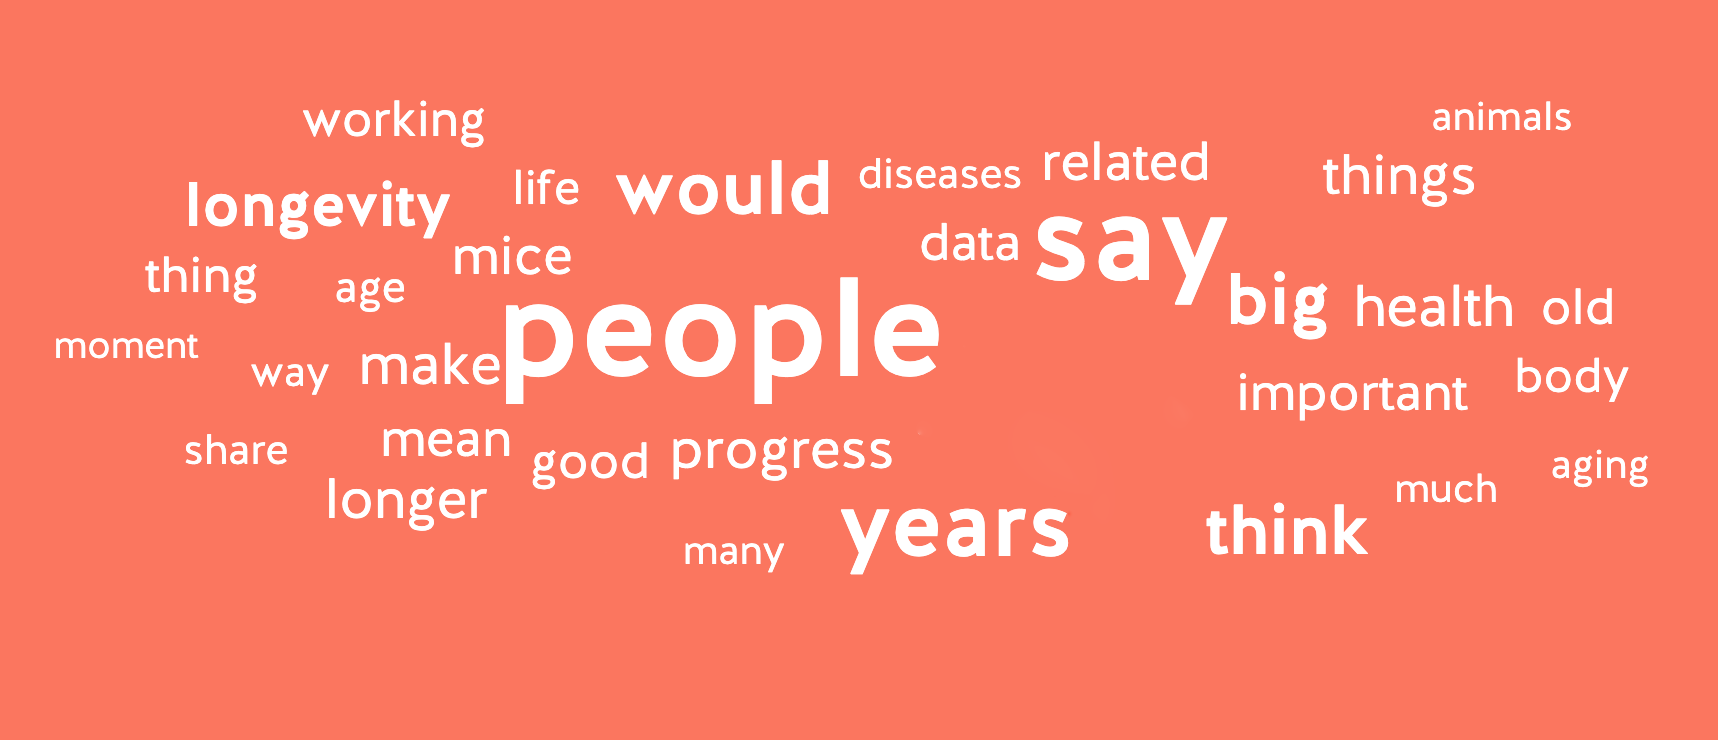 working
animals
life would diseases related things
longevity
mice data say
thing age big health old
people
moment way make important body
share mean good progress
longer much aging
many years think